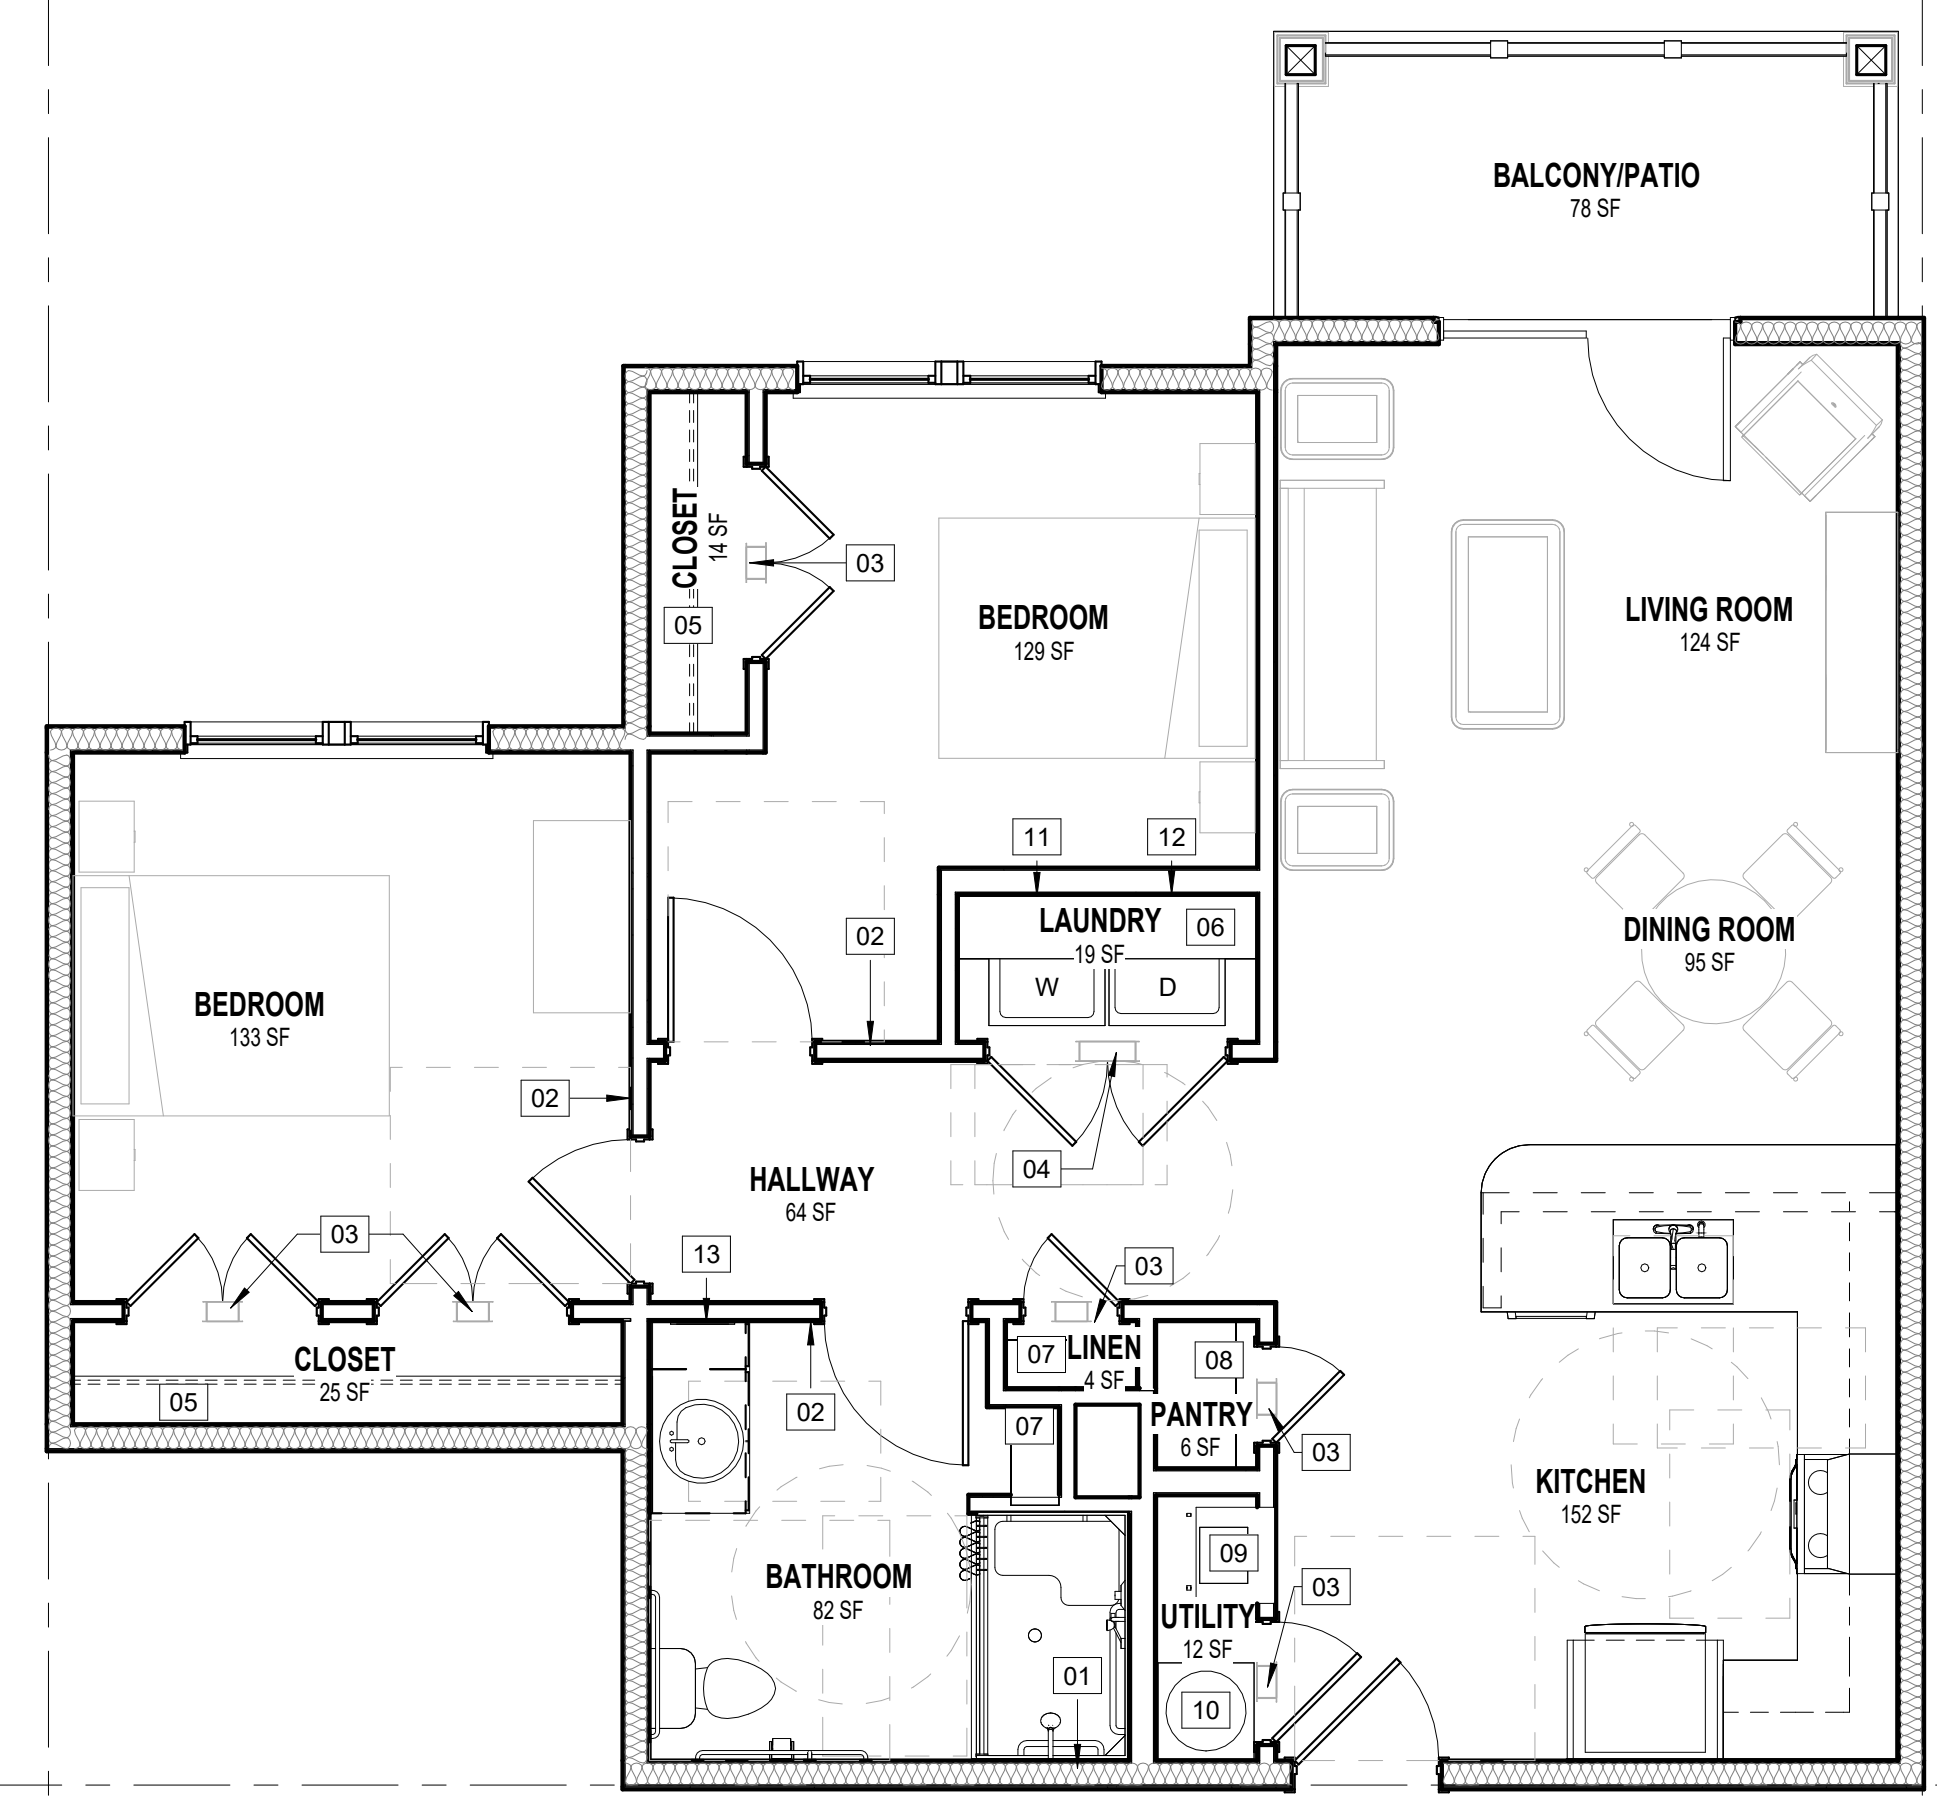 BALCONY/PATIO
78 SF
CLOSET
14 SF
03
05
BEDROOM
129 SF
LIVING ROOM
124 SF
11
12
LAUNDRY
19 SF
06
02
W
D
DINING ROOM
95 SF
BEDROOM
133 SF
02
04
HALLWAY
64 SF
03
13
03
CLOSET
25 SF
05
02
07
LINEN
4 SF
08
07
PANTRY
6 SF
03
KITCHEN
152 SF
09
BATHROOM
82 SF
03
UTILITY
12 SF
01
10